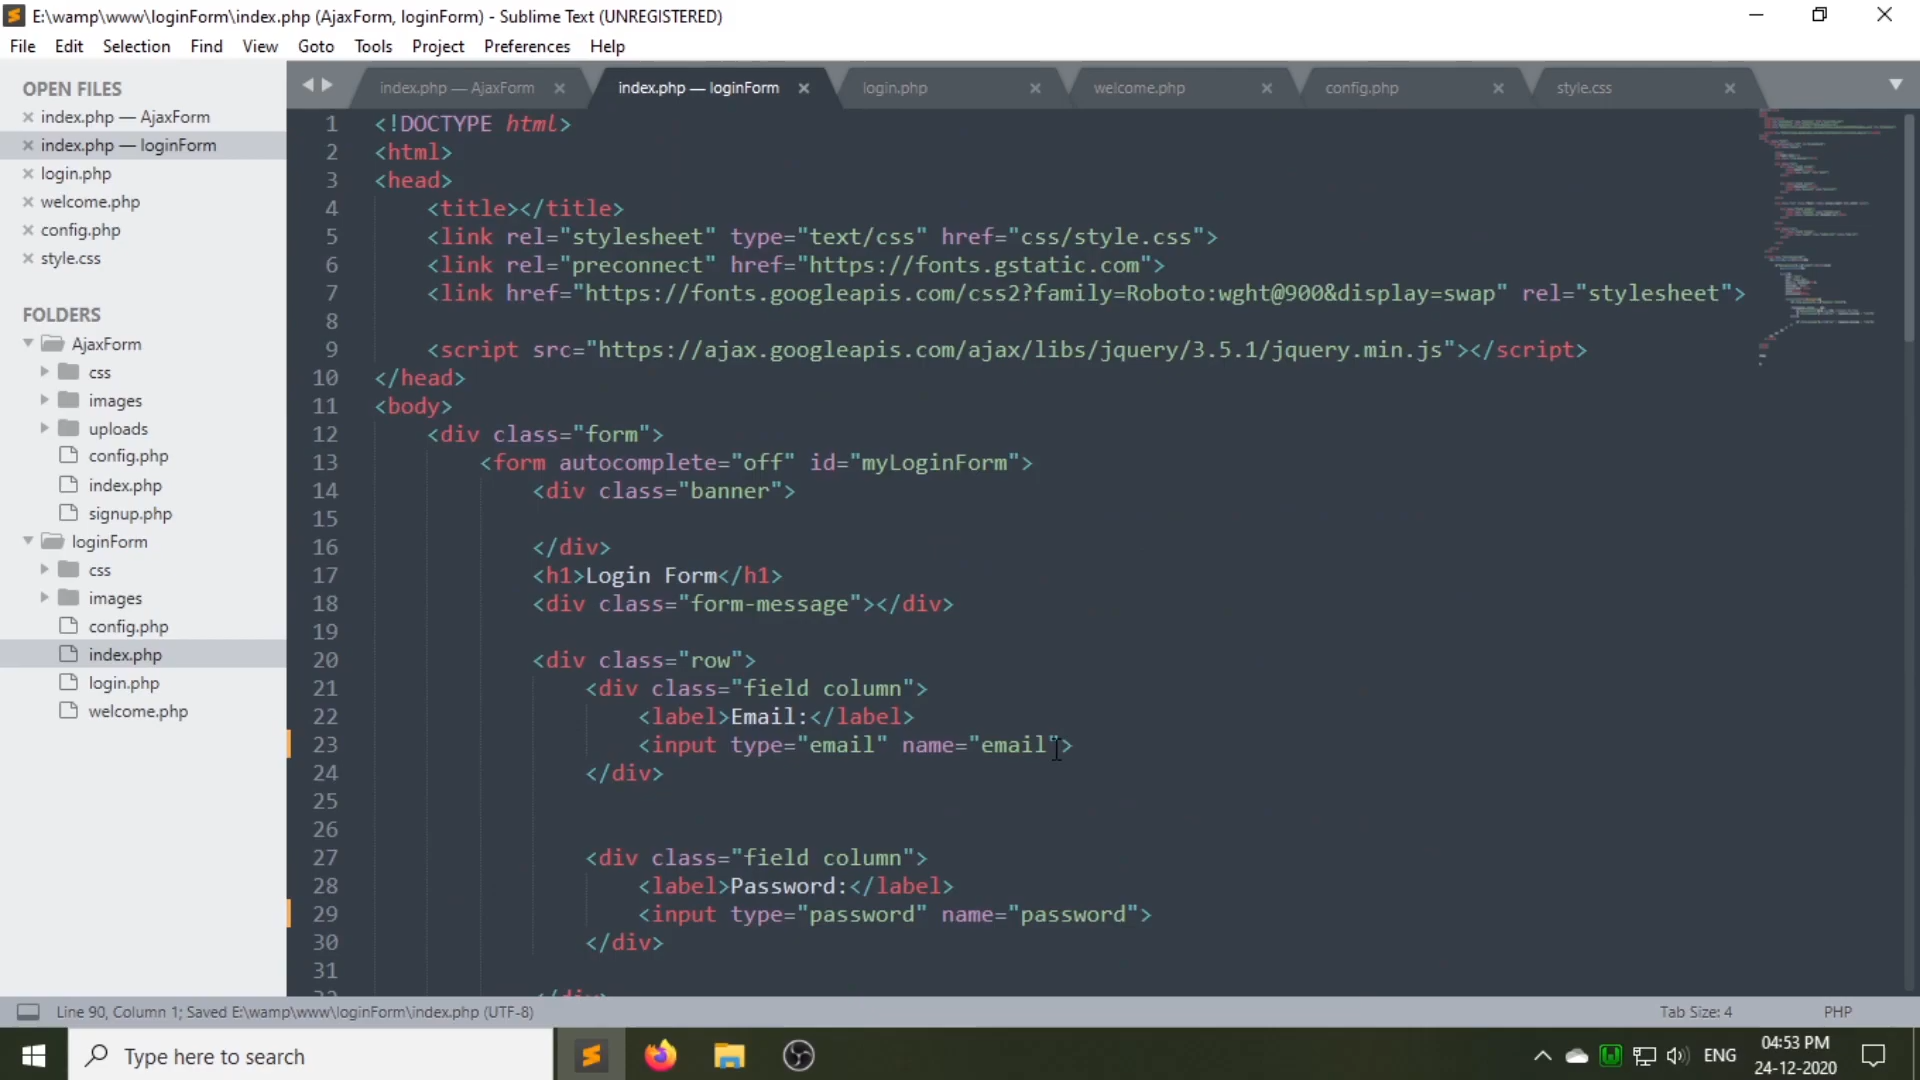 E:\wamp\www\loginForm\index.php (AjaxForm, loginForm) - Sublime Text (UNREGISTERED)
File Edit Selection Find View Goto Tools Project Preferences Help
OPEN FILES
index.php — AjaxForm
index.php — loginForm
login.php
welcome.php
config.php
style.css
FOLDERS
AjaxForm
css
images
uploads
config.php
index.php
signup.php
loginForm
css
images
config.php
index.php
login.php
welcome.php
index.php — AjaxForm index.php — loginForm login.php welcome.php config.php style.css
1 <!DOCTYPE html>
2 <html>
3 <head>
4 <title></title>
5 <link rel="stylesheet" type="text/css" href="css/style.css">
6 <link rel="preconnect" href="https://fonts.gstatic.com">
7 <link href="https://fonts.googleapis.com/css2?family=Roboto:wght@900&display=swap" rel="stylesheet">
8
9 <script src="https://ajax.googleapis.com/ajax/libs/jquery/3.5.1/jquery.min.js"></script>
10 </head>
11 <body>
12 <div class="form">
13 <form autocomplete="off" id="myLoginForm">
14 <div class="banner">
15
16 </div>
17 <h1>Login Form</h1>
18 <div class="form-message"></div>
19
20 <div class="row">
21 <div class="field column">
22 <label>Email:</label>
23 <input type="email" name="email">
24 </div>
25
26
27 <div class="field column">
28 <label>Password:</label>
29 <input type="password" name="password">
30 </div>
31
Line 90, Column 1; Saved E:\wamp\www\loginForm\index.php (UTF-8) Tab Size: 4 PHP
Type here to search
ENG
04:53 PM
24-12-2020